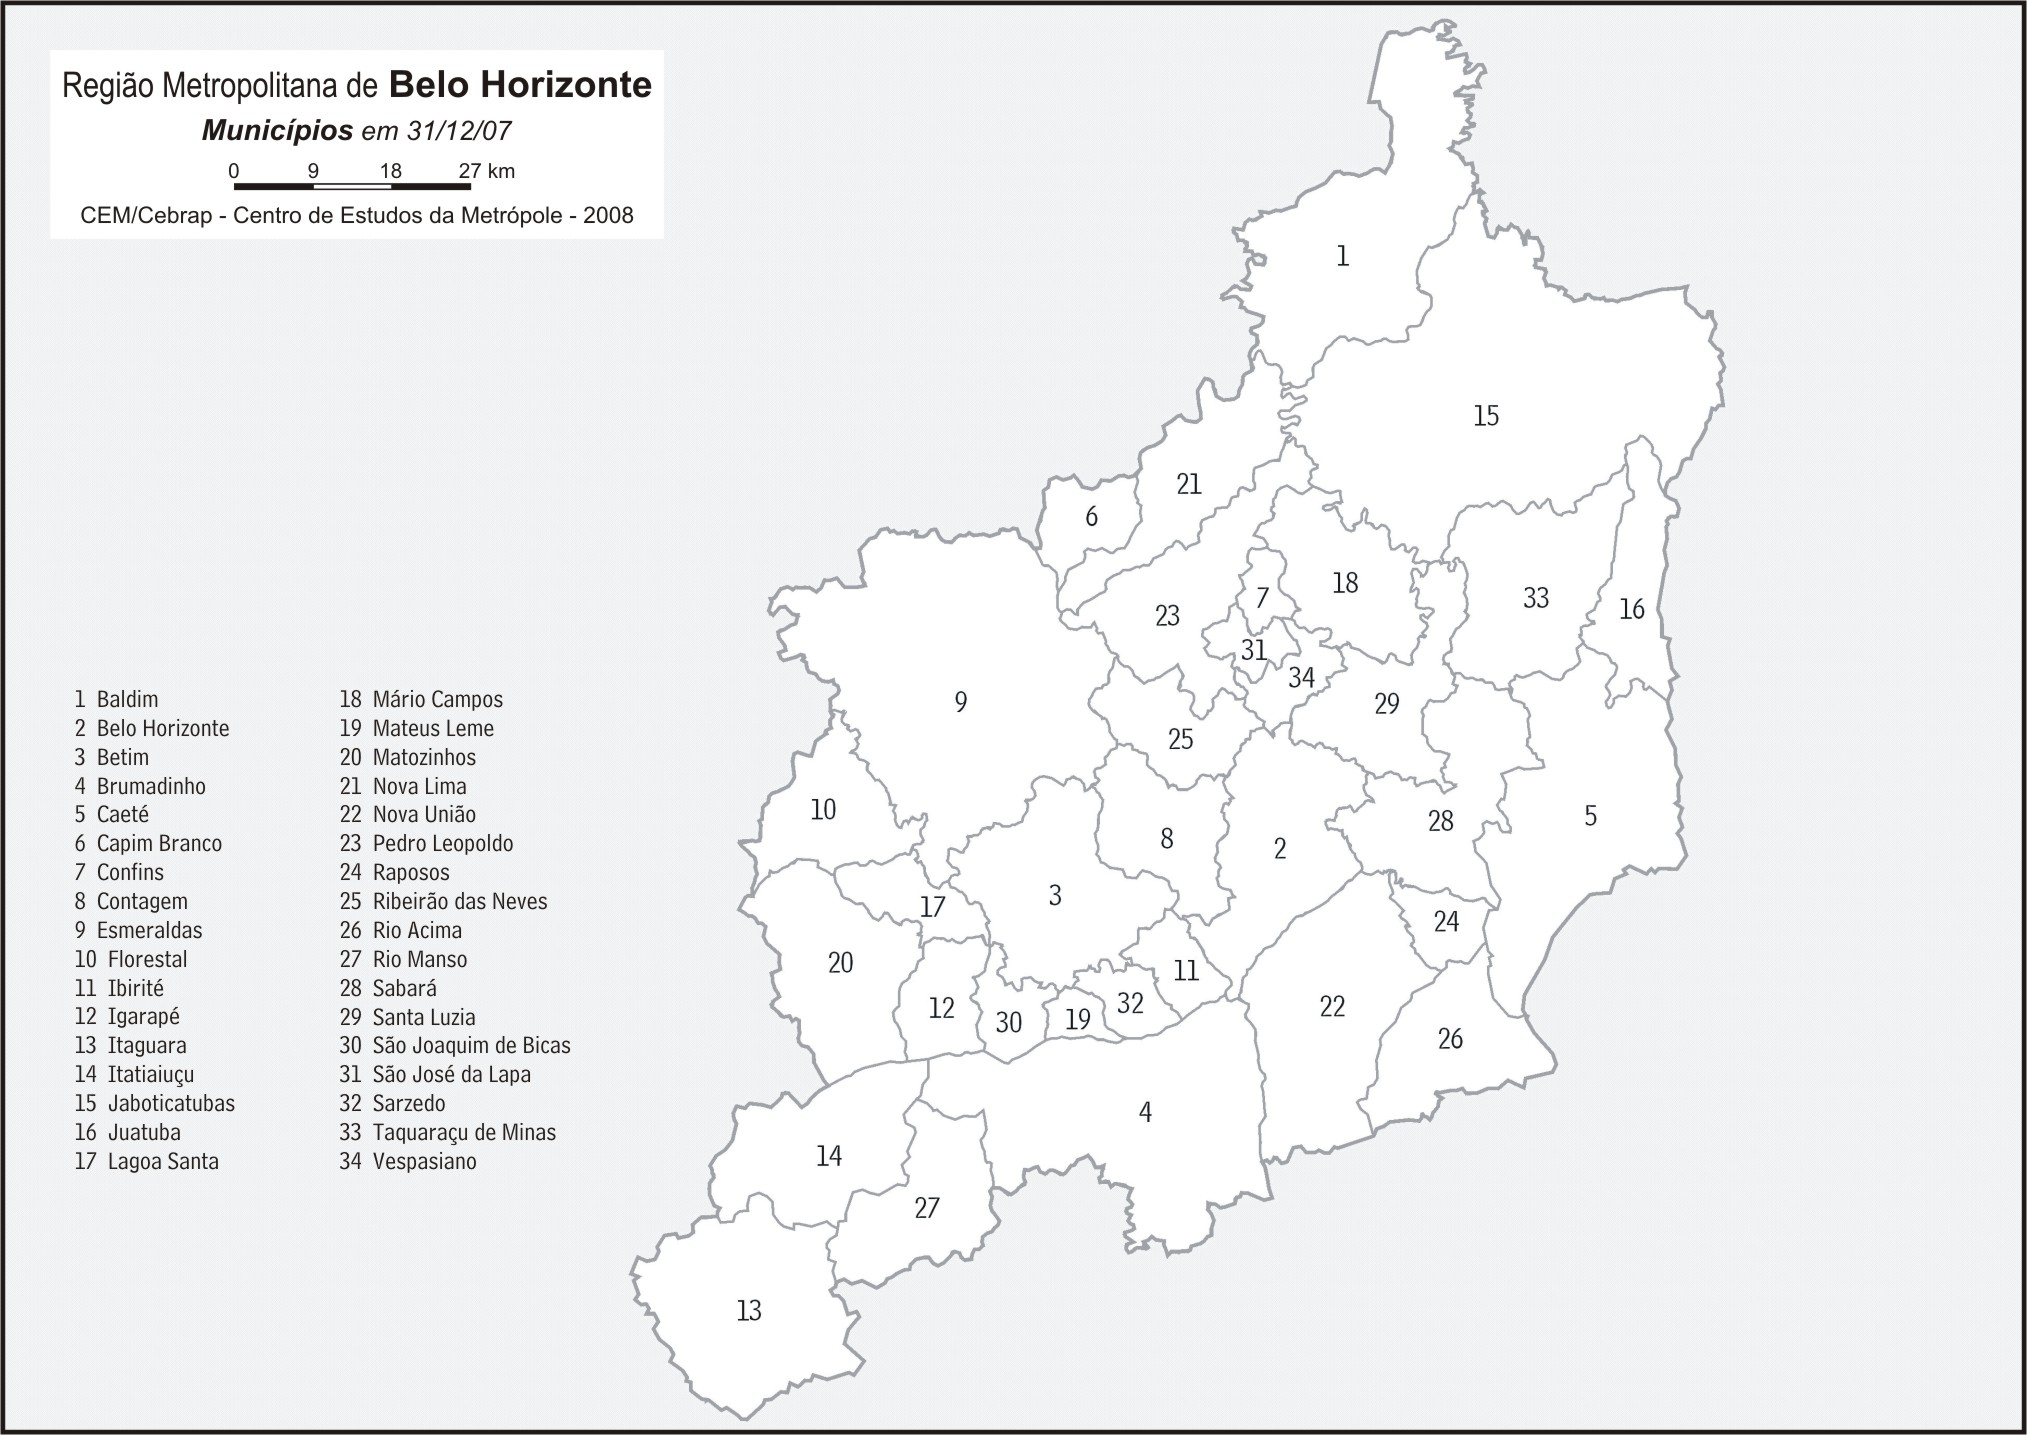 Região Metropolitana de Belo Horizonte
Municípios em 31/12/07
0 9 18 27 km
CEM/Cebrap - Centro de Estudos da Metrópole - 2008
1
15
21
6
18
7
23
33
16
31
34
29
9
25
10
28
5
8
2
3
17
24
20
11
12
32
30
19
22
26
4
14
27
13
1 Baldim
2 Belo Horizonte
3 Betim
4 Brumadinho
5 Caeté
6 Capim Branco
7 Confins
8 Contagem
9 Esmeraldas
10 Florestal
11 Ibirité
12 Igarapé
13 Itaguara
14 Itatiaiuçu
15 Jaboticatubas
16 Juatuba
17 Lagoa Santa
18 Mário Campos
19 Mateus Leme
20 Matozinhos
21 Nova Lima
22 Nova União
23 Pedro Leopoldo
24 Raposos
25 Ribeirão das Neves
26 Rio Acima
27 Rio Manso
28 Sabará
29 Santa Luzia
30 São Joaquim de Bicas
31 São José da Lapa
32 Sarzedo
33 Taquaraçu de Minas
34 Vespasiano